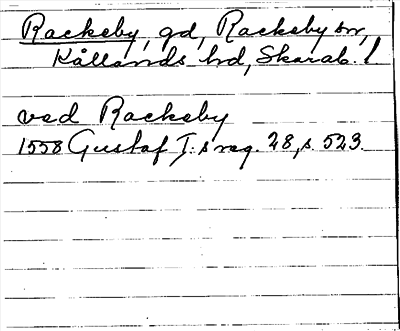 Rackeby, gd, Rackeby sn,
Kållands hd, Skarab. l
ved Rackeby
1558 Gustaf I:s reg. 28, s. 523.